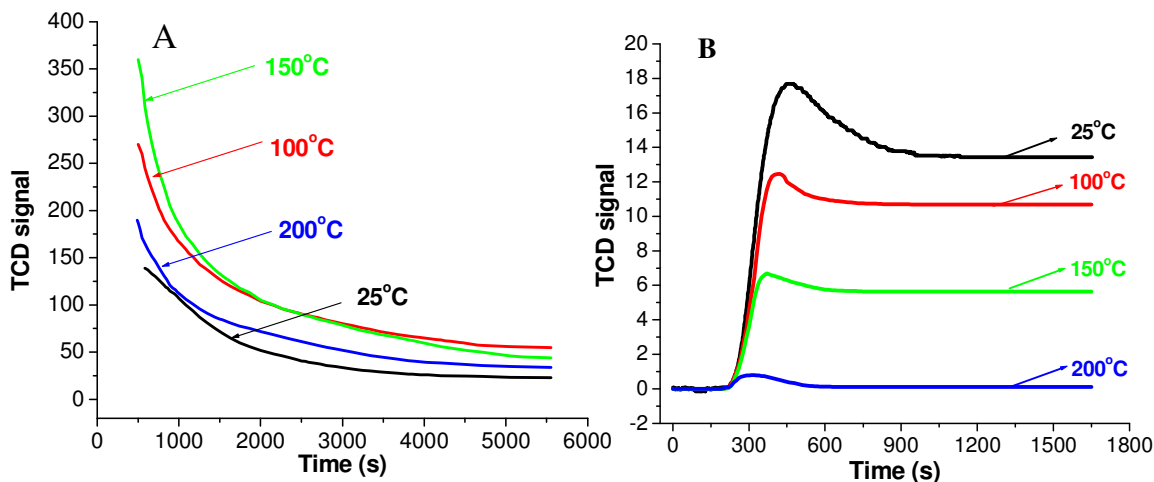 A
400
350
300
250
200
150
100
50
0
TCD signal
150°C
100°C
200°C
25°C
0 1000 2000 3000 4000 5000 6000
Time (s)
B
20
18
16
14
12
10
8
6
4
2
0
-2
TCD signal
25°C
100°C
150°C
200°C
0 300 600 900 1200 1500 1800
Time (s)